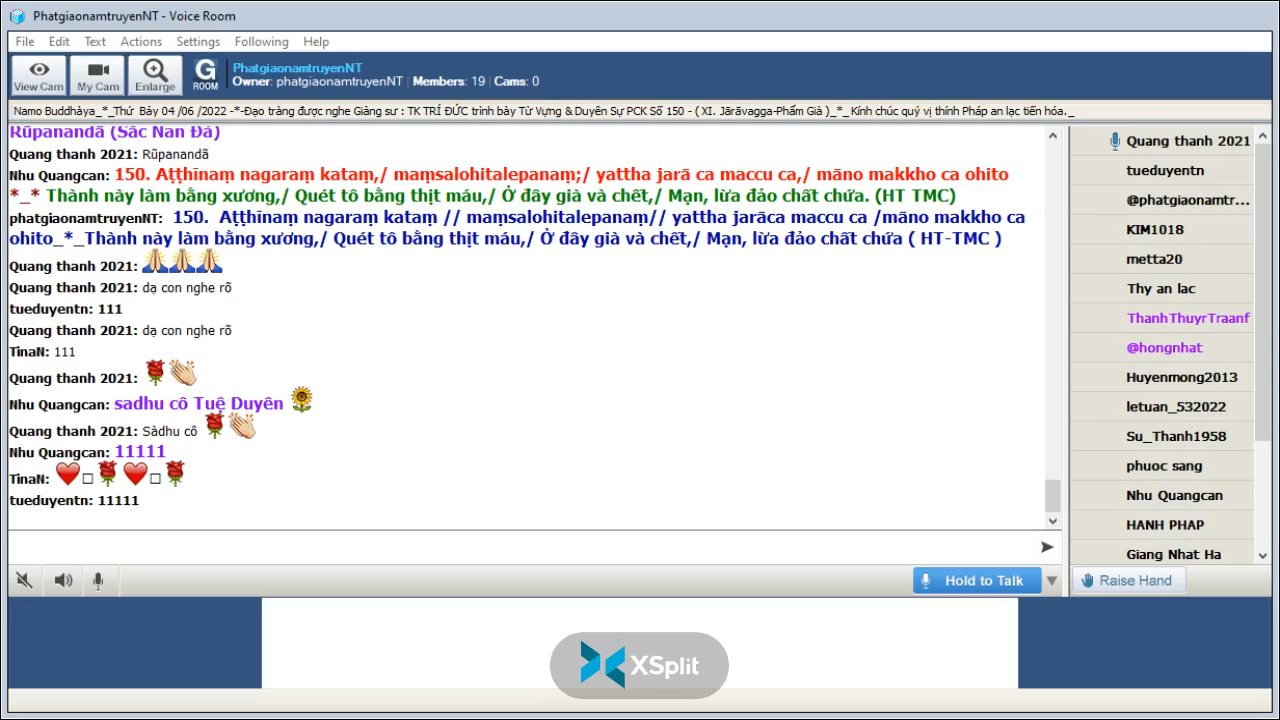 PhatgiaonamtruyenNT - Voice Room
File Edit Text Actions Settings Following Help
View Cam My Cam Enlarge G ROOM
PhatgiaonamtruyenNT
Owner: phatgiaonamtruyenNT | Members: 19 | Cams: 0
Namo Buddhàya_*_Thứ Bảy 04 /06 /2022 -*-Đạo tràng được nghe Giảng sư : TK TRÍ ĐỨC trình bày Từ Vựng & Duyên Sự PCK Số 150 - ( XI. Jārāvagga-Phẩm Già )_*_ Kính chúc quý vị thính Pháp an lạc tiến hóa._
Rūpanandā (Sắc Nan Đà)
Quang thanh 2021: Rūpanandā
Nhu Quangcan: 150. Aṭṭhīnaṃ nagaraṃ kataṃ,/ maṃsalohitalepanaṃ;/ yattha jarā ca maccu ca,/ māno makkho ca ohito
*_* Thành này làm bằng xương,/ Quét tô bằng thịt máu,/ Ở đây già và chết,/ Mạn, lừa đảo chất chứa. (HT TMC)
phatgiaonamtruyenNT: 150. Aṭṭhīnaṃ nagaraṃ kataṃ // maṃsalohitalepanaṃ// yattha jarāca maccu ca /māno makkho ca
ohito_*_Thành này làm bằng xương,/ Quét tô bằng thịt máu,/ Ở đây già và chết,/ Mạn, lừa đảo chất chứa ( HT-TMC )
Quang thanh 2021:
Quang thanh 2021: dạ con nghe rõ
tueduyentn: 111
Quang thanh 2021: dạ con nghe rõ
TinaN: 111
Quang thanh 2021:
Nhu Quangcan: sadhu cô Tuệ Duyên
Quang thanh 2021: Sàdhu cô
Nhu Quangcan: 11111
TinaN:
tueduyentn: 11111
Hold to Talk
Quang thanh 2021
tueduyentn
@phatgiaonamtr...
KIM1018
metta20
Thy an lac
ThanhThuyrTraanf
@hongnhat
Huyenmong2013
letuan_532022
Su_Thanh1958
phuoc sang
Nhu Quangcan
HANH PHAP
Giang Nhat Ha
Raise Hand
XSplit